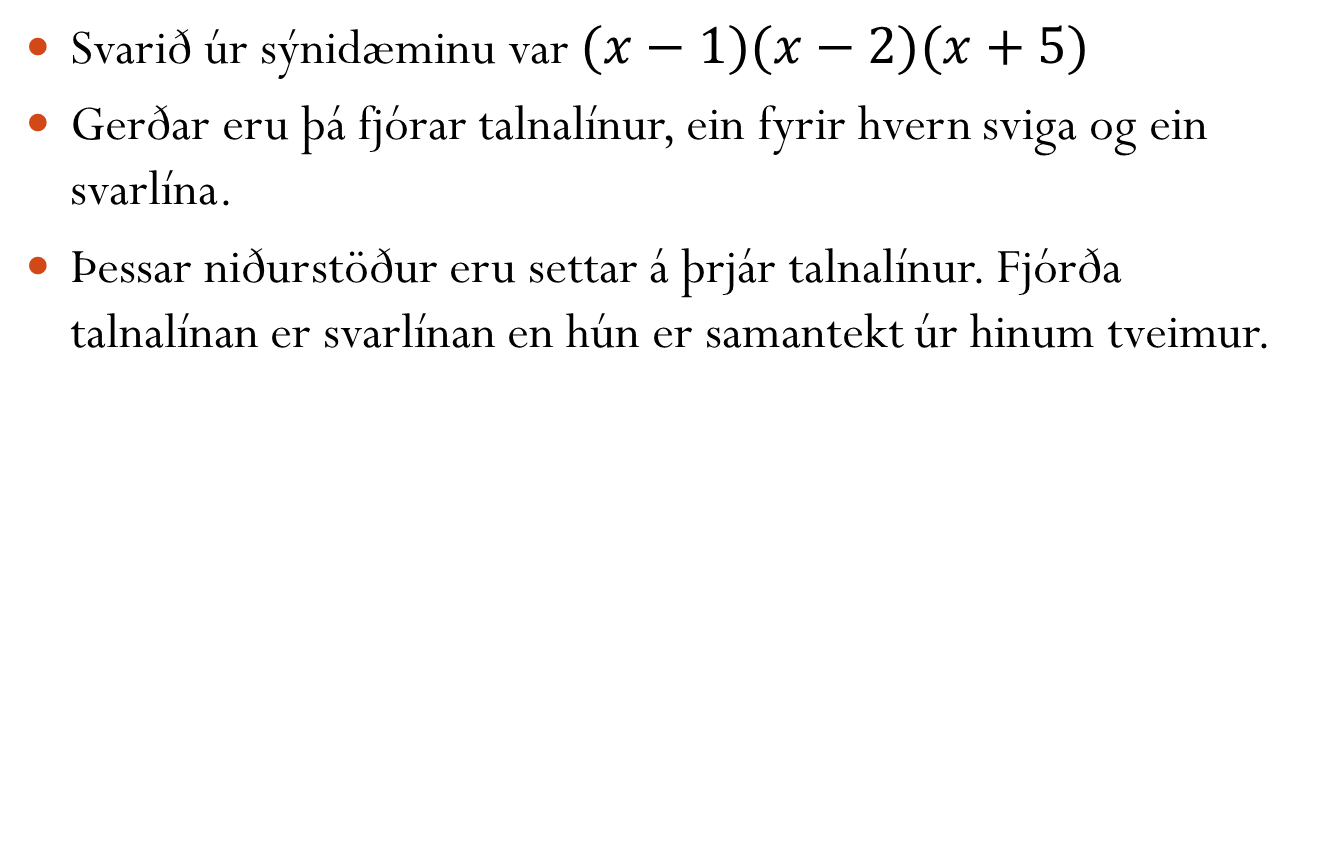 • Svarið úr sýnidæminu var (x − 1)(x − 2)(x + 5)
• Gerðar eru þá fjórar talnalínur, ein fyrir hvern sviga og ein
svarlína.
• Þessar niðurstöður eru settar á þrjár talnalínur. Fjórða
talnalínan er svarlínan en hún er samantekt úr hinum tveimur.